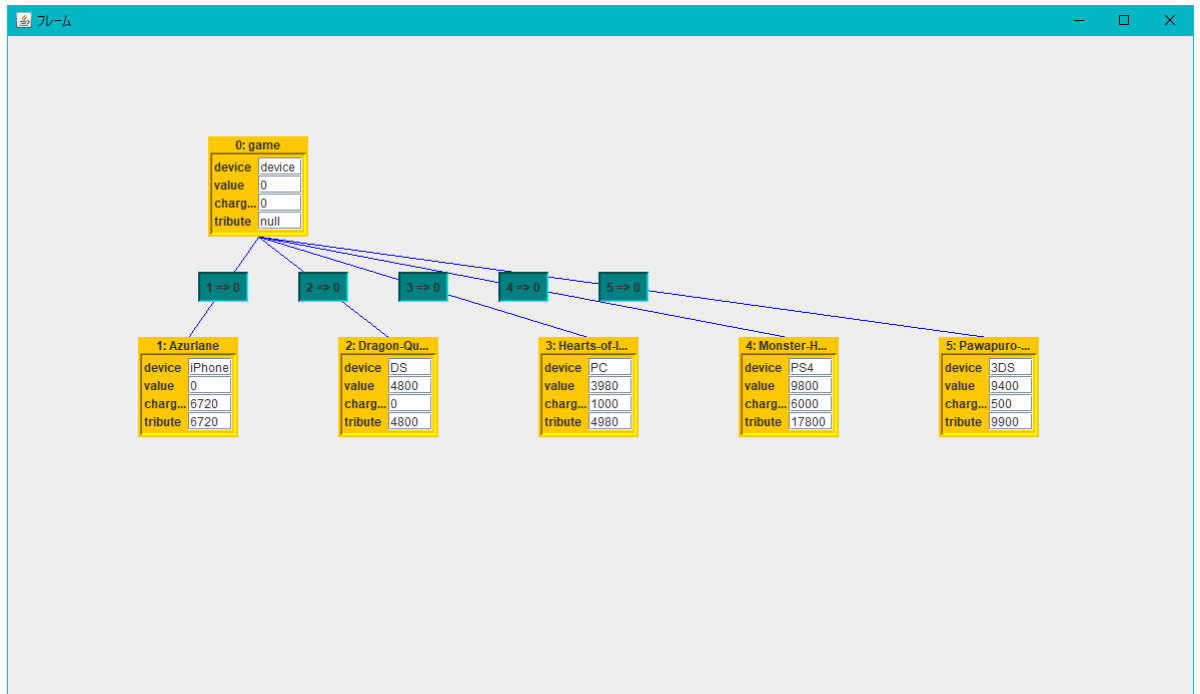 フレーム
0: game
device device
value 0
charg... 0
tribute null
1 => 0
2 => 0
3 => 0
4 => 0
5 => 0
1: Azurlane
device iPhone
value 0
charg... 6720
tribute 6720
2: Dragon-Qu...
device DS
value 4800
charg... 0
tribute 4800
3: Hearts-of-I...
device PC
value 3980
charg... 1000
tribute 4980
4: Monster-H...
device PS4
value 9800
charg... 6000
tribute 17800
5: Pawapuro-...
device 3DS
value 9400
charg... 500
tribute 9900